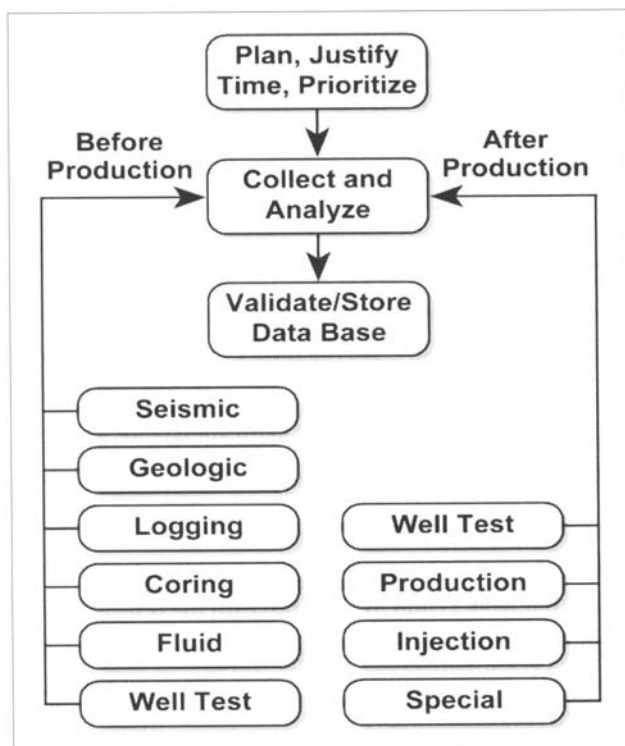 Plan, Justify
Time, Prioritize
Before
Production
After
Production
Collect and
Analyze
Validate/Store
Data Base
Seismic
Geologic
Logging
Coring
Fluid
Well Test
Well Test
Production
Injection
Special